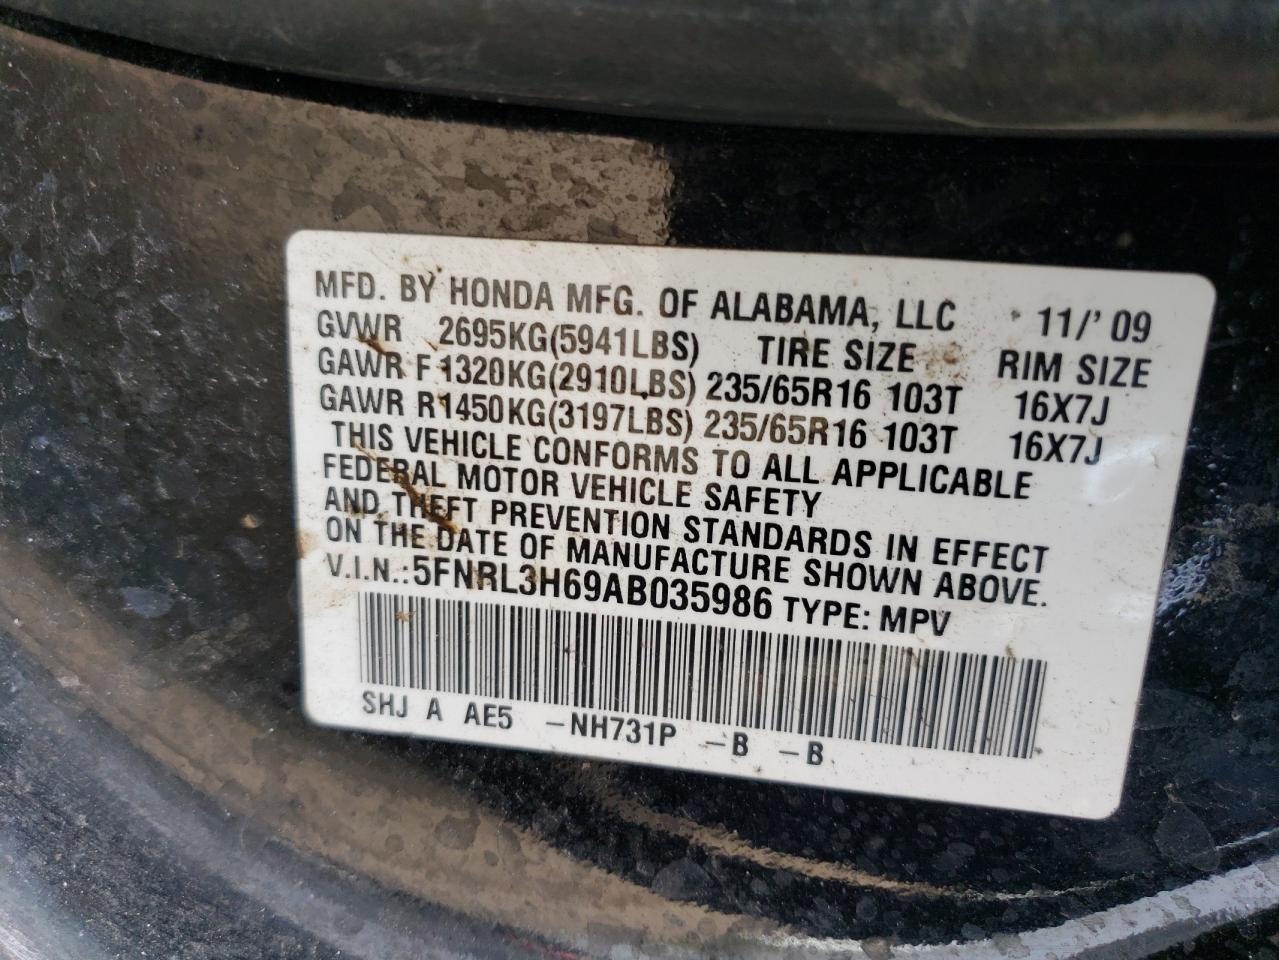 MFD. BY HONDA MFG. OF ALABAMA, LLC 11/'09
GVWR 2695KG(5941LBS) TIRE SIZE RIM SIZE
GAWR F 1320KG(2910LBS) 235/65R16 103T 16X7J
GAWR R1450KG(3197LBS) 235/65R16 103T 16X7J
THIS VEHICLE CONFORMS TO ALL APPLICABLE
FEDERAL MOTOR VEHICLE SAFETY
AND THEFT PREVENTION STANDARDS IN EFFECT
ON THE DATE OF MANUFACTURE SHOWN ABOVE.
V.I.N.:5FNRL3H69AB035986 TYPE: MPV
SHJ A AE5 -NH731P -B -B